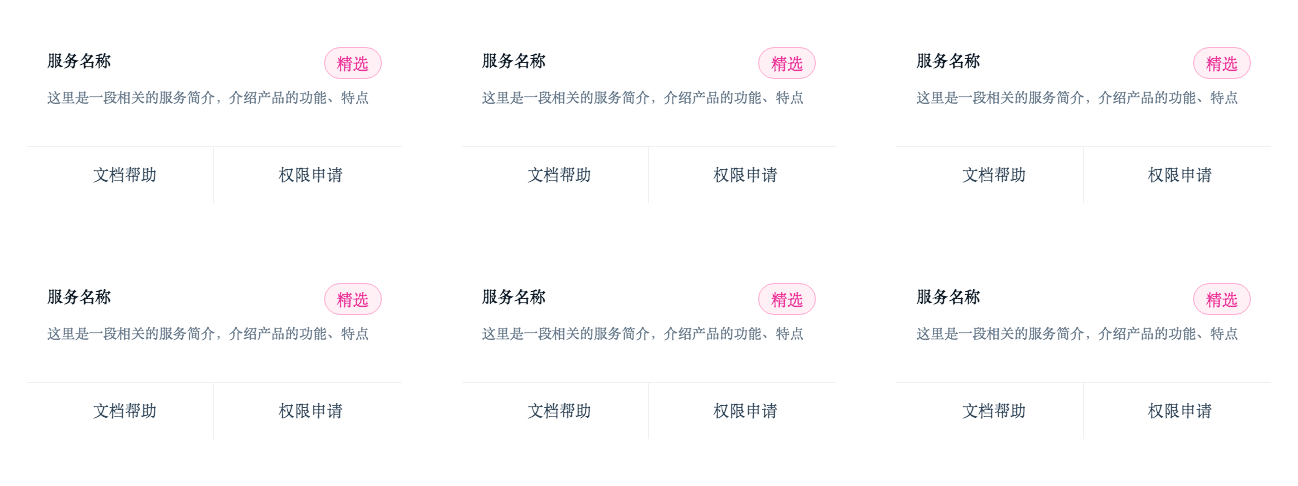 服务名称 精选 服务名称 精选 服务名称 精选
这里是一段相关的服务简介，介绍产品的功能、特点 这里是一段相关的服务简介，介绍产品的功能、特点 这里是一段相关的服务简介，介绍产品的功能、特点
文档帮助 权限申请 文档帮助 权限申请 文档帮助 权限申请
服务名称 精选 服务名称 精选 服务名称 精选
这里是一段相关的服务简介，介绍产品的功能、特点 这里是一段相关的服务简介，介绍产品的功能、特点 这里是一段相关的服务简介，介绍产品的功能、特点
文档帮助 权限申请 文档帮助 权限申请 文档帮助 权限申请